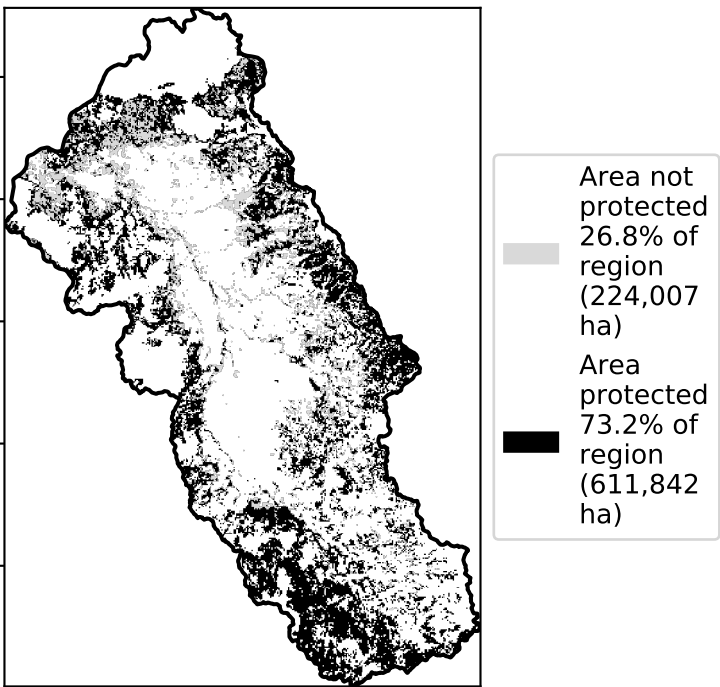 Area not
protected
26.8% of
region
(224,007
ha)
Area
protected
73.2% of
region
(611,842
ha)